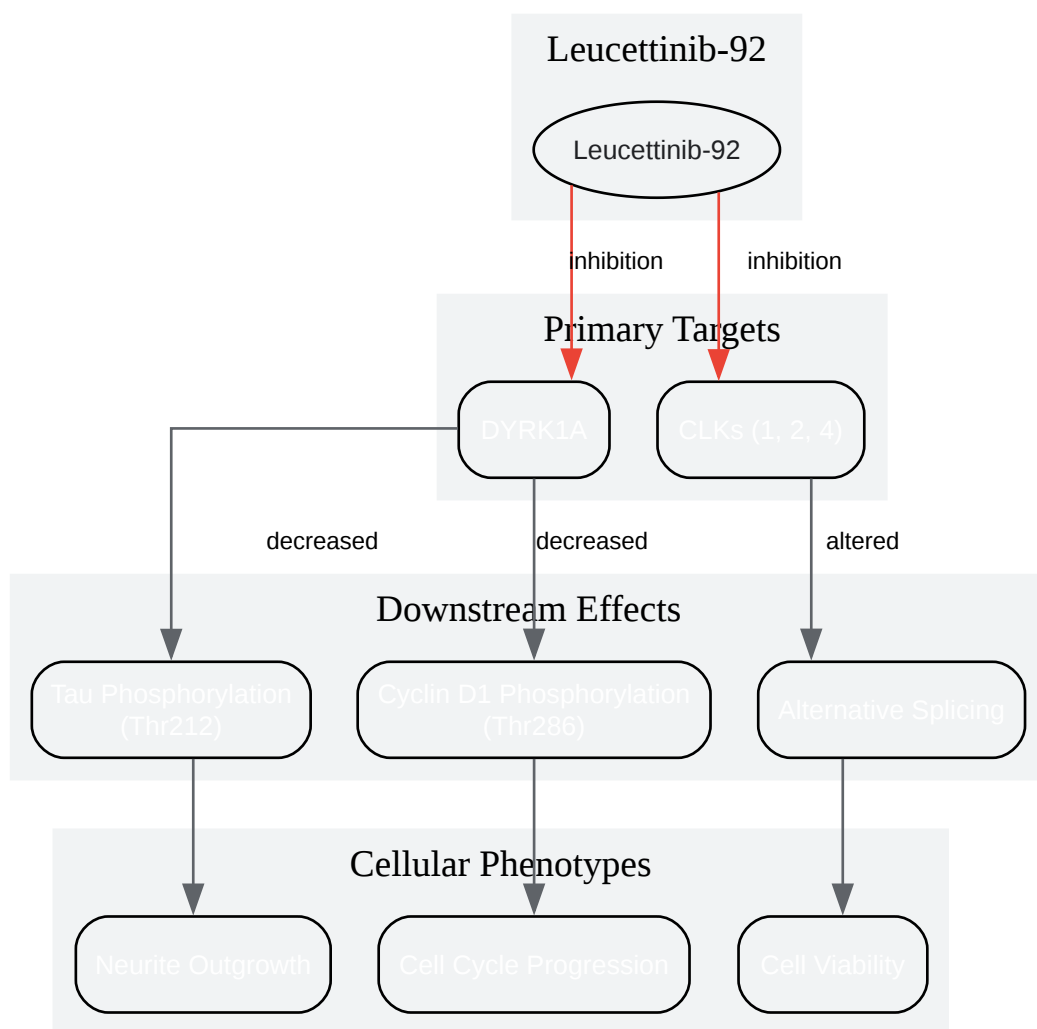 Leucettinib-92
Leucettinib-92
inhibition
inhibition
Primary Targets
DYRK1A
CLKs (1, 2, 4)
decreased
decreased
altered
Downstream Effects
Tau Phosphorylation
(Thr212)
Cyclin D1 Phosphorylation
(Thr286)
Alternative Splicing
Cellular Phenotypes
Neurite Outgrowth
Cell Cycle Progression
Cell Viability